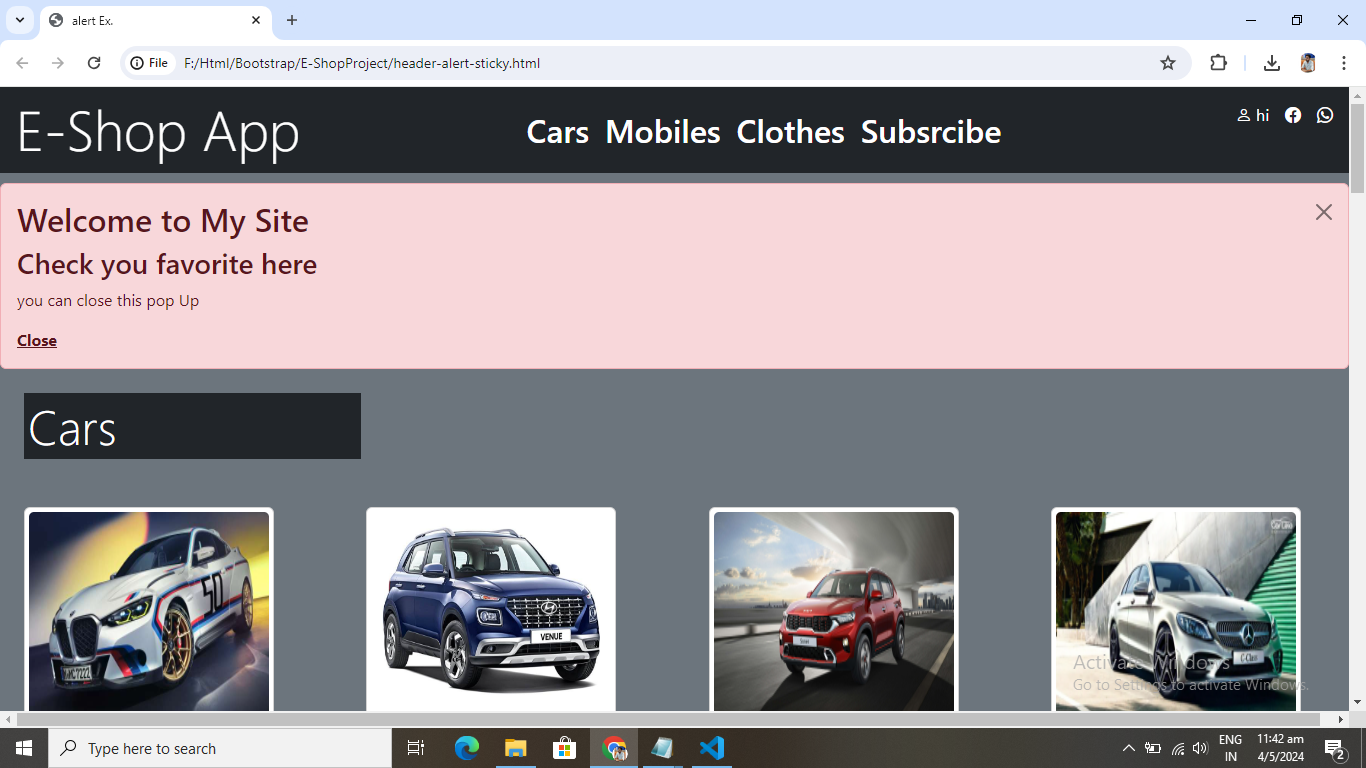 alert Ex.
File
F:/Html/Bootstrap/E-ShopProject/header-alert-sticky.html
E-Shop App
Cars Mobiles Clothes Subsrcibe
hi
Welcome to My Site
Check you favorite here
you can close this pop Up
Close
Cars
50
VENUE
C-Class
Activate Windows
Go to Settings to activate Windows.
Type here to search
ENG
IN
11:42 am
4/5/2024
2